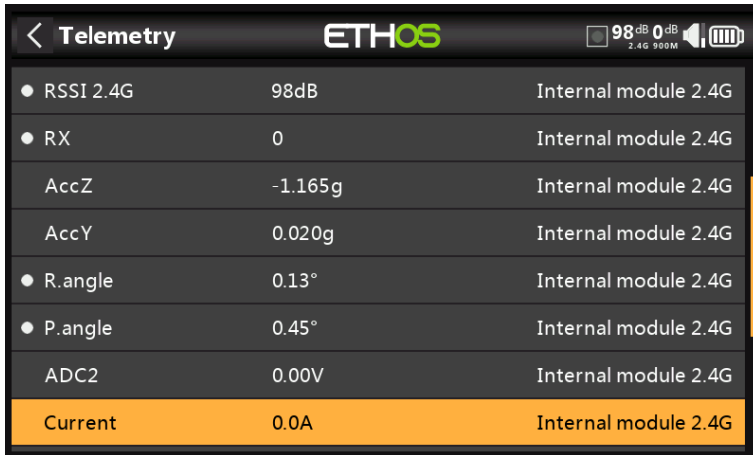 Telemetry ETHOS 98dB 0dB
2.4G 900M
RSSI 2.4G 98dB Internal module 2.4G
RX 0 Internal module 2.4G
AccZ -1.165g Internal module 2.4G
AccY 0.020g Internal module 2.4G
R.angle 0.13° Internal module 2.4G
P.angle 0.45° Internal module 2.4G
ADC2 0.00V Internal module 2.4G
Current 0.0A Internal module 2.4G